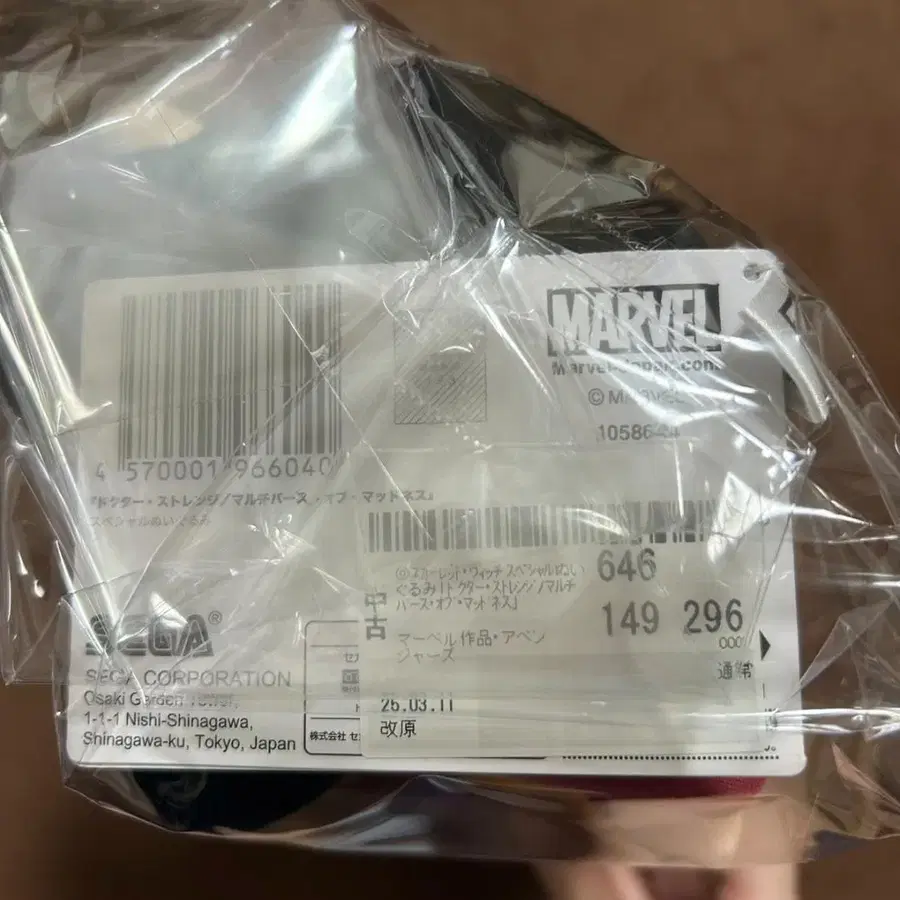 MARVEL
Marvel-Japan.com
© MARVEL
4 570001 966040
『ドクター・ストレンジ/マルチバース・オブ・マッドネス』
スペシャルぬいぐるみ
SEGA®
SEGA CORPORATION
Osaki Garden Tower,
1-1-1 Nishi-Shinagawa,
Shinagawa-ku, Tokyo, Japan
株式会社 セ
中古
◎スカーレット・ウィッチ スペシャルぬい
ぐるみ「ドクター・ストレンジ/マルチ
バース・オブ・マッドネス」
マーベル作品・アベン
ジャーズ
646
149 296
000
通常
25.03.11
改原